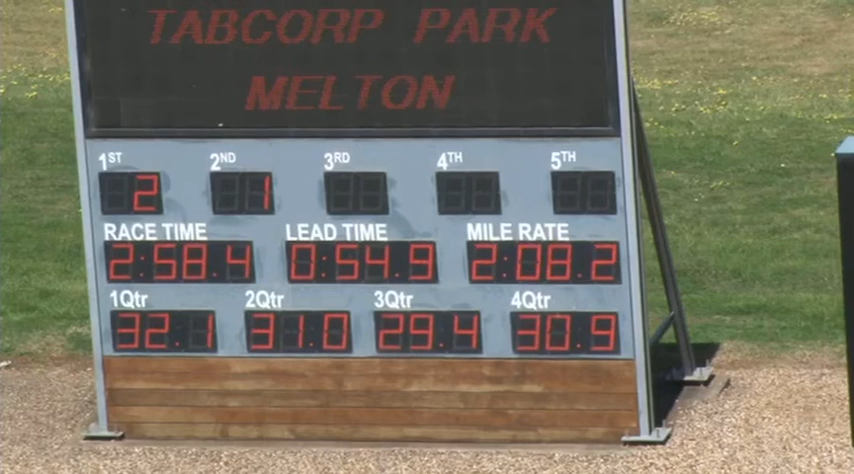 TABCORP PARK
MELTON
1ST 2ND 3RD 4TH 5TH
2 1
RACE TIME LEAD TIME MILE RATE
2:58.4 0:54.9 2:08.2
1Qtr 2Qtr 3Qtr 4Qtr
32.1 31.0 29.4 30.9